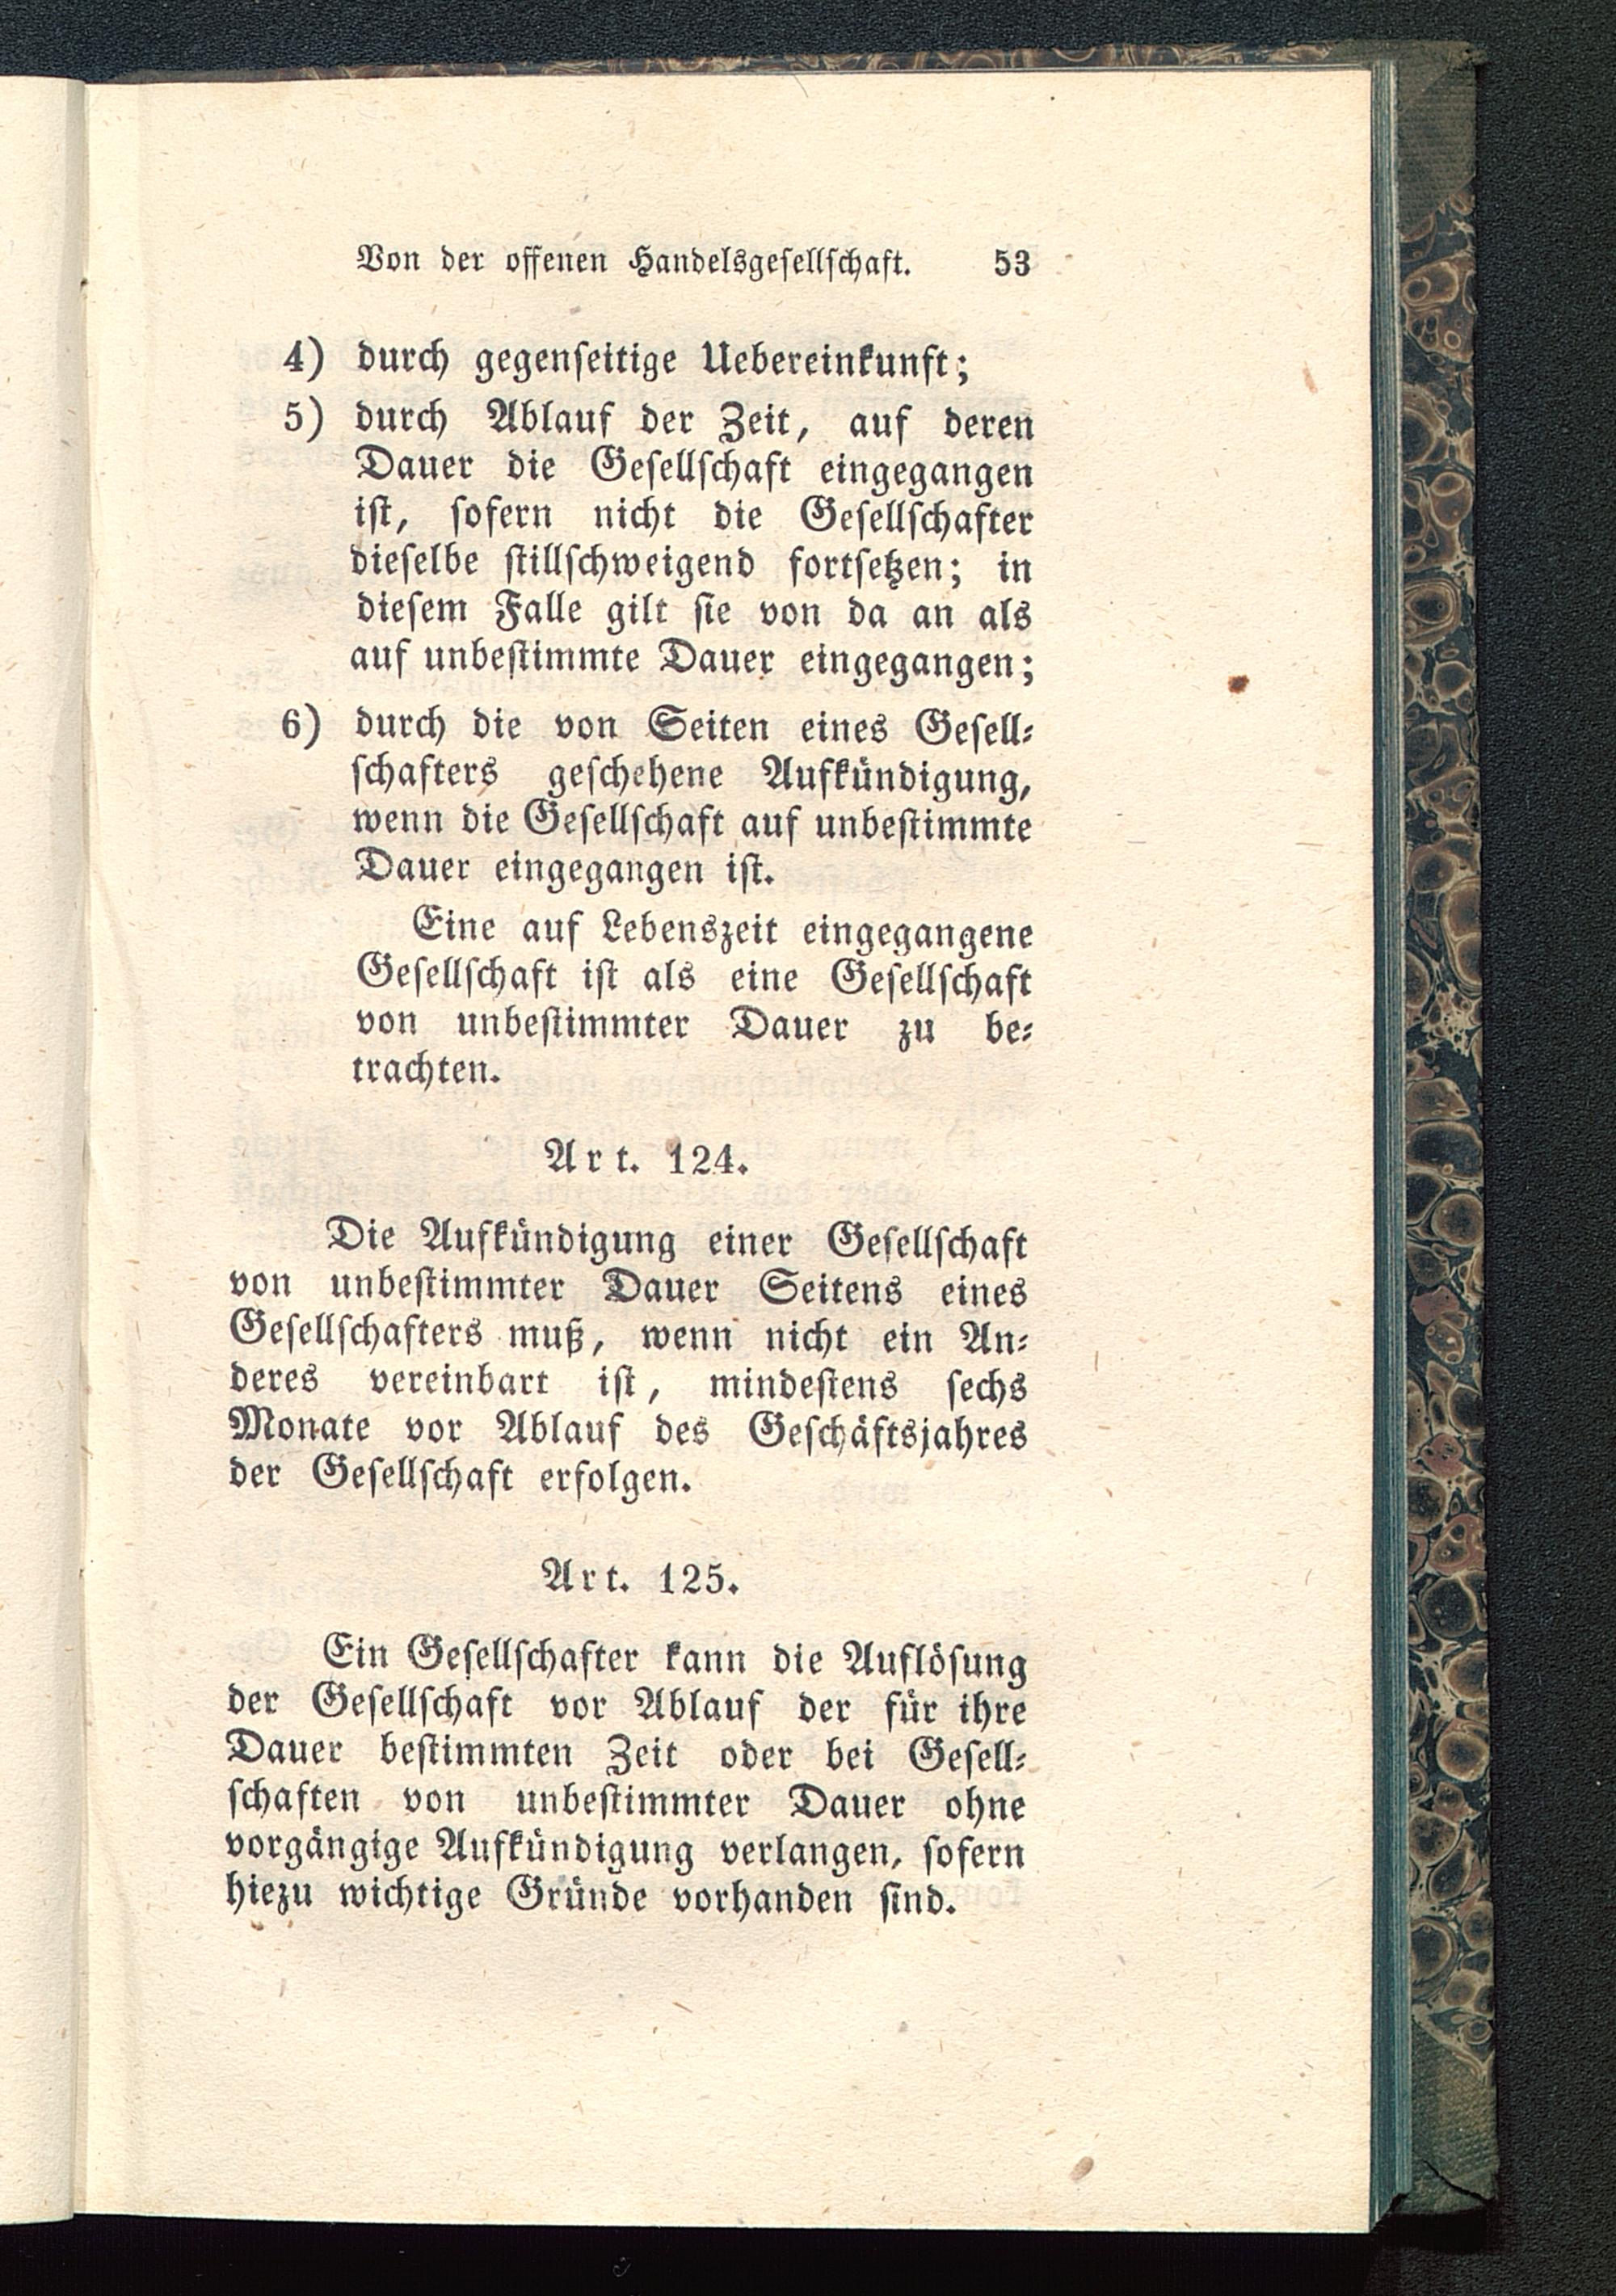 Von der offenen Handelsgesellschaft. 53
4) durch gegenseitige Uebereinkunft;
5) durch Ablauf der Zeit, auf deren
Dauer die Gesellschaft eingegangen
ist, sofern nicht die Gesellschafter
dieselbe stillschweigend fortsetzen; in
diesem Falle gilt sie von da an als
auf unbestimmte Dauer eingegangen;
6) durch die von Seiten eines Gesell-
schafters geschehene Aufkündigung,
wenn die Gesellschaft auf unbestimmte
Dauer eingegangen ist.
Eine auf Lebenszeit eingegangene
Gesellschaft ist als eine Gesellschaft
von unbestimmter Dauer zu be-
trachten.
Art. 124.
Die Aufkündigung einer Gesellschaft
von unbestimmter Dauer Seitens eines
Gesellschafters muß, wenn nicht ein An-
deres vereinbart ist, mindestens sechs
Monate vor Ablauf des Geschäftsjahres
der Gesellschaft erfolgen.
Art. 125.
Ein Gesellschafter kann die Auflösung
der Gesellschaft vor Ablauf der für ihre
Dauer bestimmten Zeit oder bei Gesell-
schaften von unbestimmter Dauer ohne
vorgängige Aufkündigung verlangen, sofern
hiezu wichtige Gründe vorhanden sind.